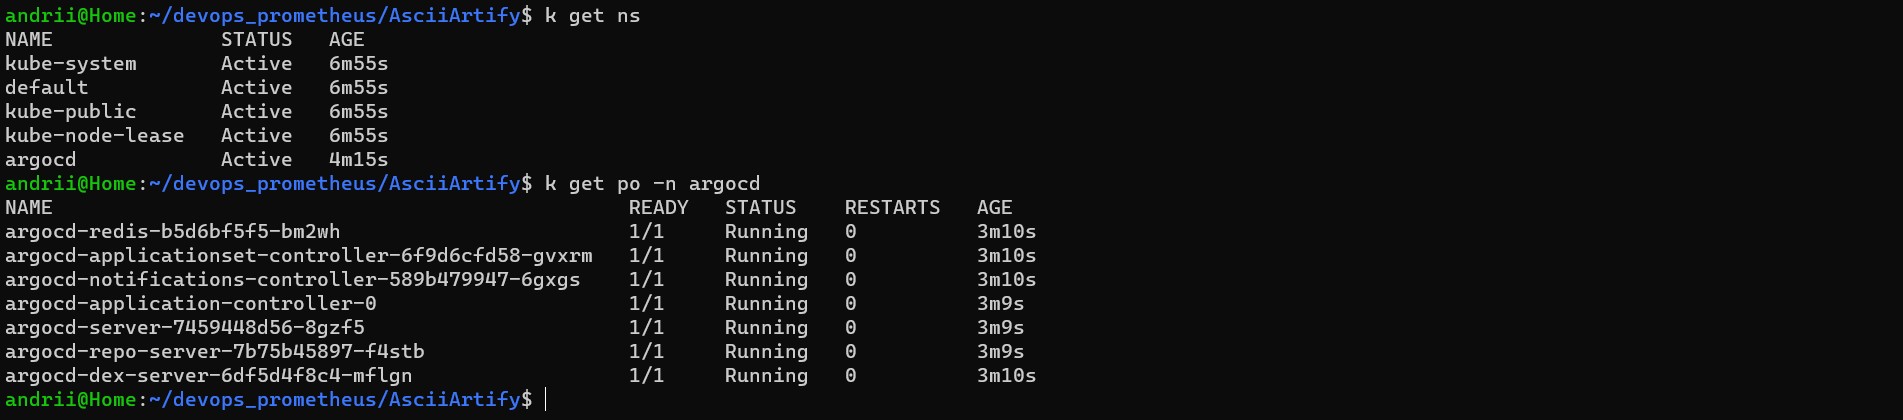 andrii@Home:~/devops_prometheus/AsciiArtify$ k get ns
NAME              STATUS   AGE
kube-system       Active   6m55s
default           Active   6m55s
kube-public       Active   6m55s
kube-node-lease   Active   6m55s
argocd            Active   4m15s
andrii@Home:~/devops_prometheus/AsciiArtify$ k get po -n argocd
NAME                                                READY   STATUS    RESTARTS   AGE
argocd-redis-b5d6bf5f5-bm2wh                        1/1     Running   0          3m10s
argocd-applicationset-controller-6f9d6cfd58-gvxrm   1/1     Running   0          3m10s
argocd-notifications-controller-589b479947-6gxgs    1/1     Running   0          3m10s
argocd-application-controller-0                     1/1     Running   0          3m9s
argocd-server-7459448d56-8gzf5                      1/1     Running   0          3m9s
argocd-repo-server-7b75b45897-f4stb                 1/1     Running   0          3m9s
argocd-dex-server-6df5d4f8c4-mflgn                  1/1     Running   0          3m10s
andrii@Home:~/devops_prometheus/AsciiArtify$